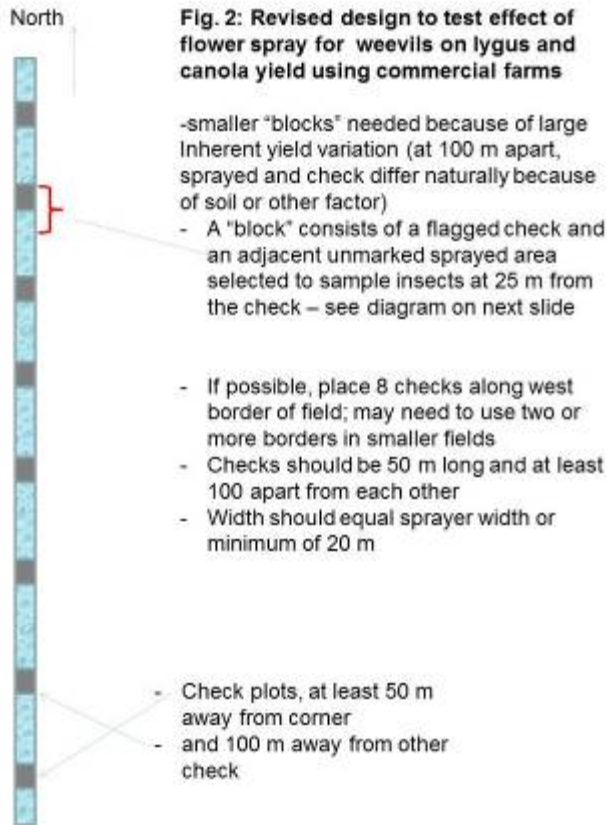 North
Fig. 2: Revised design to test effect of
flower spray for weevils on lygus and
canola yield using commercial farms
-smaller “blocks” needed because of large
Inherent yield variation (at 100 m apart,
sprayed and check differ naturally because
of soil or other factor)
- A “block” consists of a flagged check and
an adjacent unmarked sprayed area
selected to sample insects at 25 m from
the check – see diagram on next slide
- If possible, place 8 checks along west
border of field; may need to use two or
more borders in smaller fields
- Checks should be 50 m long and at least
100 apart from each other
- Width should equal sprayer width or
minimum of 20 m
- Check plots, at least 50 m
away from corner
- and 100 m away from other
check